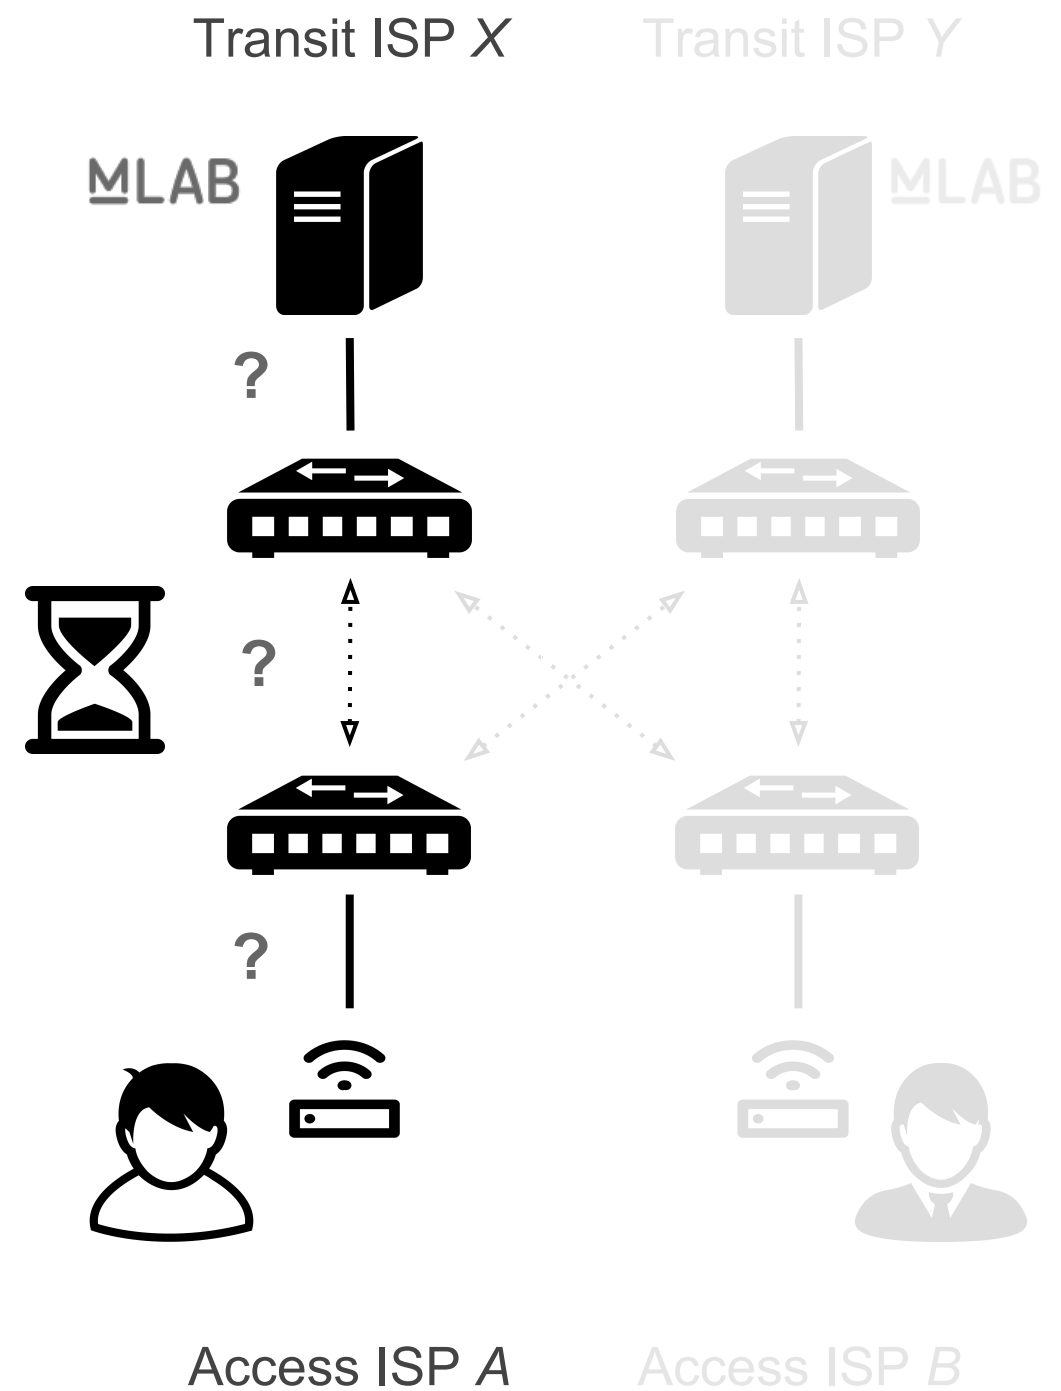 Transit ISP X
Transit ISP Y
MLAB
MLAB
?
?
?
Access ISP A
Access ISP B